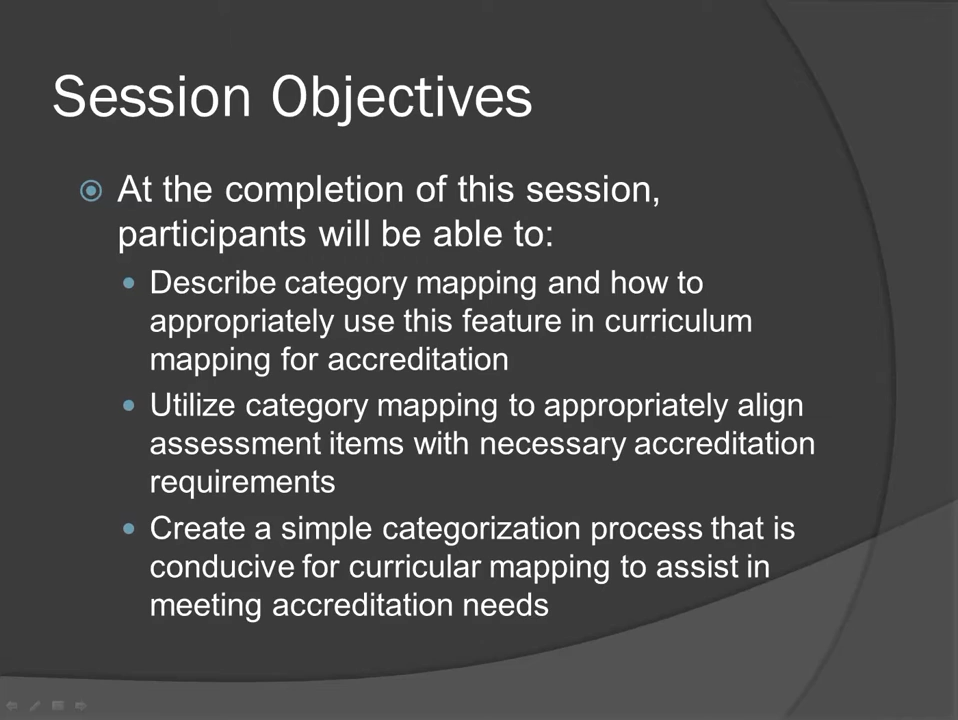 Session Objectives
At the completion of this session,
participants will be able to:
Describe category mapping and how to
appropriately use this feature in curriculum
mapping for accreditation
Utilize category mapping to appropriately align
assessment items with necessary accreditation
requirements
Create a simple categorization process that is
conducive for curricular mapping to assist in
meeting accreditation needs